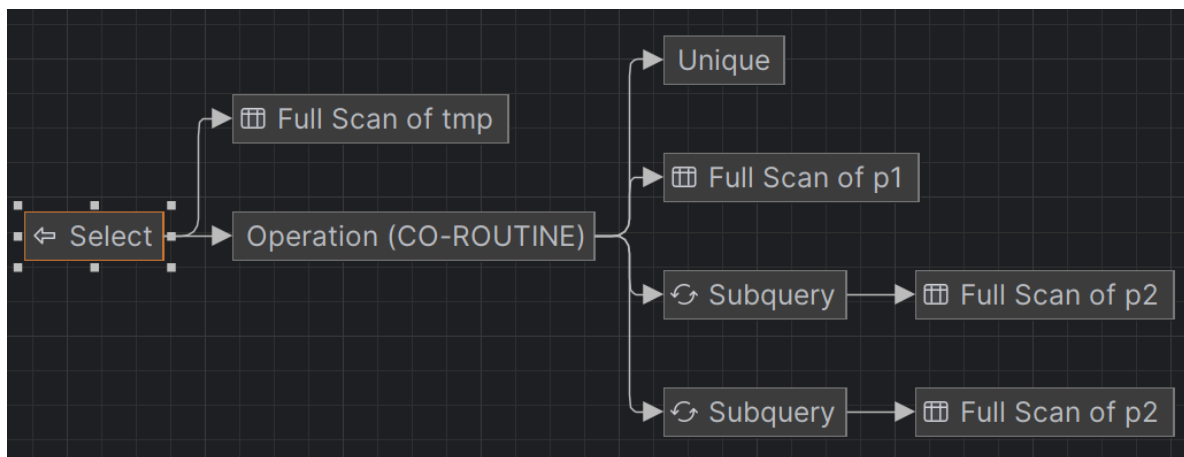 Unique
Full Scan of tmp
Full Scan of p1
Select
Operation (CO-ROUTINE)
Subquery
Full Scan of p2
Subquery
Full Scan of p2